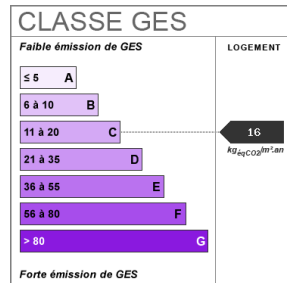 CLASSE GES
Faible émission de GES
LOGEMENT
≤ 5 A
6 à 10 B
11 à 20 C
16
kgéqCO2/m².an
21 à 35 D
36 à 55 E
56 à 80 F
> 80 G
Forte émission de GES